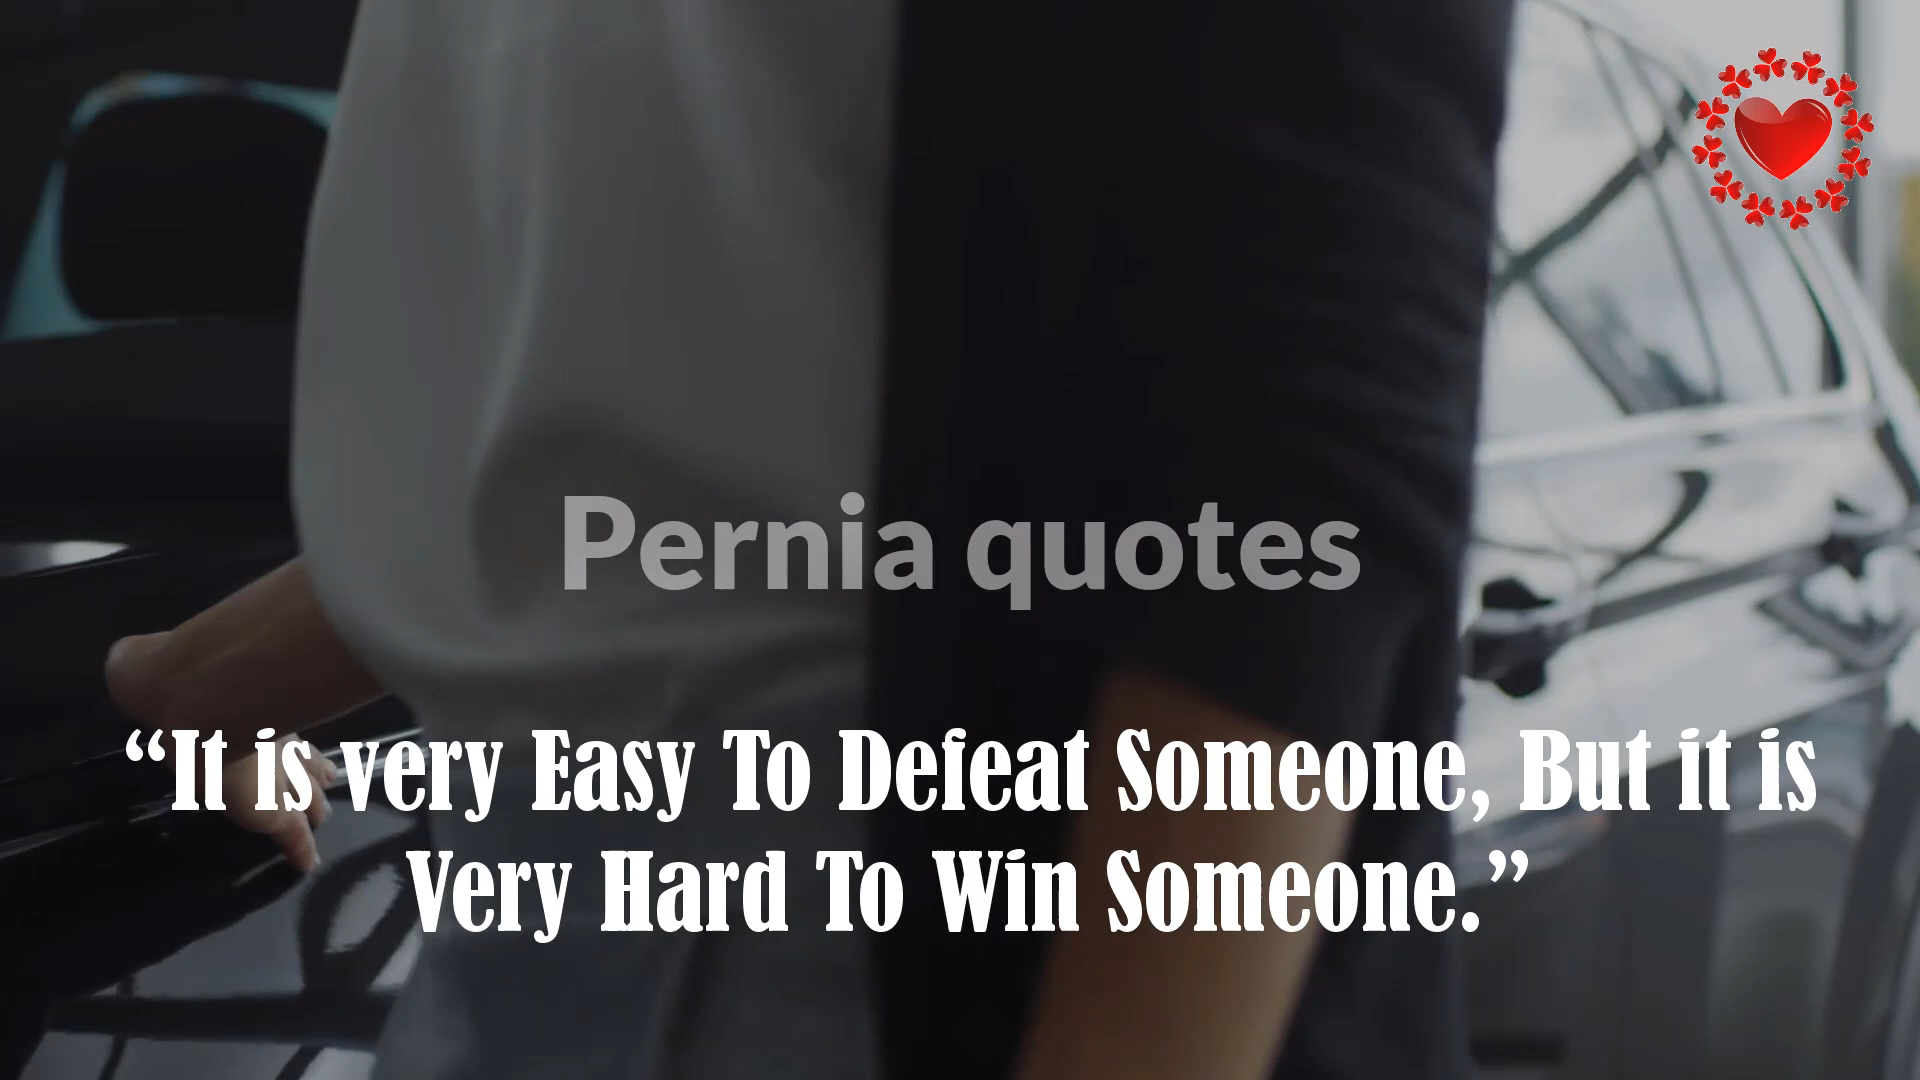 Pernia quotes
“It is very Easy To Defeat Someone, But it is
Very Hard To Win Someone.”